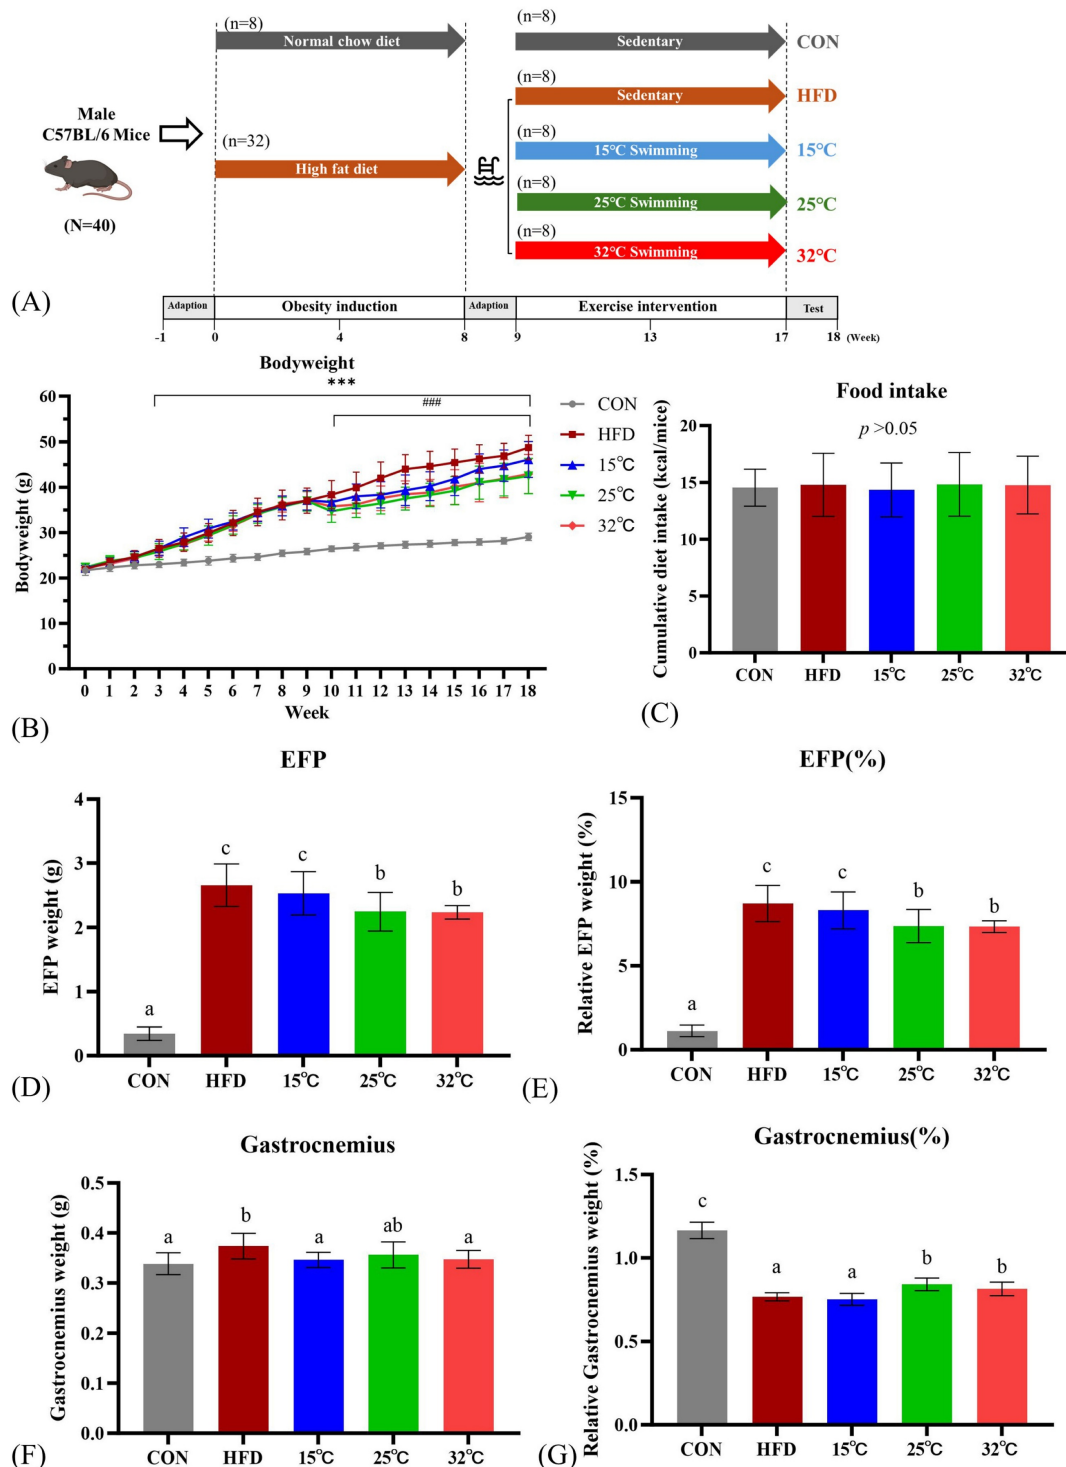 (n=8)
Normal chow diet
(n=8)
Sedentary
CON
(n=8)
Sedentary
HFD
Male
C57BL/6 Mice
(N=40)
(n=32)
High fat diet
(n=8)
15°C Swimming
15°C
(n=8)
25°C Swimming
25°C
(n=8)
32°C Swimming
32°C
(A)
Adaption
Obesity induction
Adaption
Exercise intervention
Test
-1 0 4 8 9 13 17 18 (Week)
Bodyweight
***
###
60
50
40
30
20
10
0
Bodyweight (g)
0 1 2 3 4 5 6 7 8 9 10 11 12 13 14 15 16 17 18
Week
CON
HFD
15°C
25°C
32°C
(B)
Food intake
p >0.05
20
15
10
5
0
Cumulative diet intake (kcal/mice)
CON HFD 15°C 25°C 32°C
(C)
EFP
4
3
2
1
0
EFP weight (g)
a c c b b
CON HFD 15°C 25°C 32°C
(D)
EFP(%)
15
10
5
0
Relative EFP weight (%)
a c c b b
CON HFD 15°C 25°C 32°C
(E)
Gastrocnemius
0.5
0.4
0.3
0.2
0.1
0.0
Gastrocnemius weight (g)
a b a ab a
CON HFD 15°C 25°C 32°C
(F)
Gastrocnemius(%)
1.5
1.0
0.5
0.0
Relative Gastrocnemius weight (%)
c a a b b
CON HFD 15°C 25°C 32°C
(G)